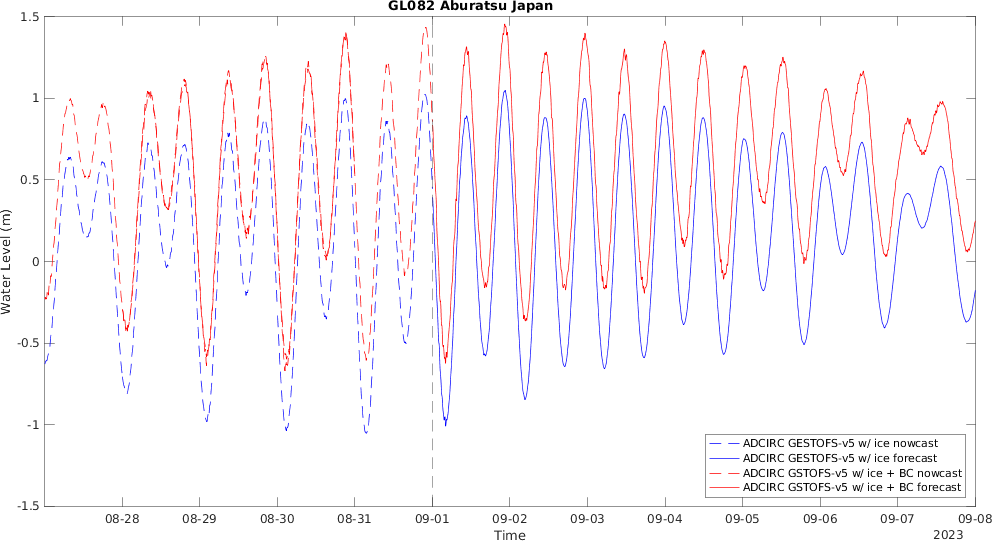 GL082 Aburatsu Japan
1.5
1
0.5
0
-0.5
-1
-1.5
Water Level (m)
08-28
08-29
08-30
08-31
09-01
09-02
09-03
09-04
09-05
09-06
09-07
09-08
2023
Time
ADCIRC GESTOFS-v5 w/ ice nowcast
ADCIRC GESTOFS-v5 w/ ice forecast
ADCIRC GSTOFS-v5 w/ ice + BC nowcast
ADCIRC GSTOFS-v5 w/ ice + BC forecast